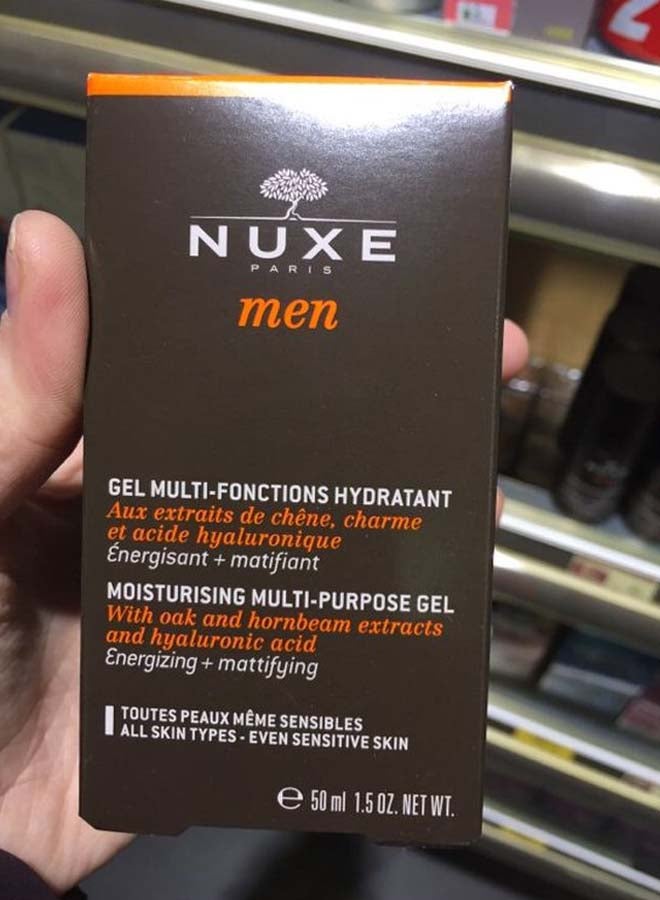 NUXE
PARIS
men
GEL MULTI-FONCTIONS HYDRATANT
Aux extraits de chêne, charme
et acide hyaluronique
Énergisant + matifiant
MOISTURISING MULTI-PURPOSE GEL
With oak and hornbeam extracts
and hyaluronic acid
Energizing + mattifying
TOUTES PEAUX MÊME SENSIBLES
ALL SKIN TYPES - EVEN SENSITIVE SKIN
℮ 50 ml 1.5 OZ. NET WT.